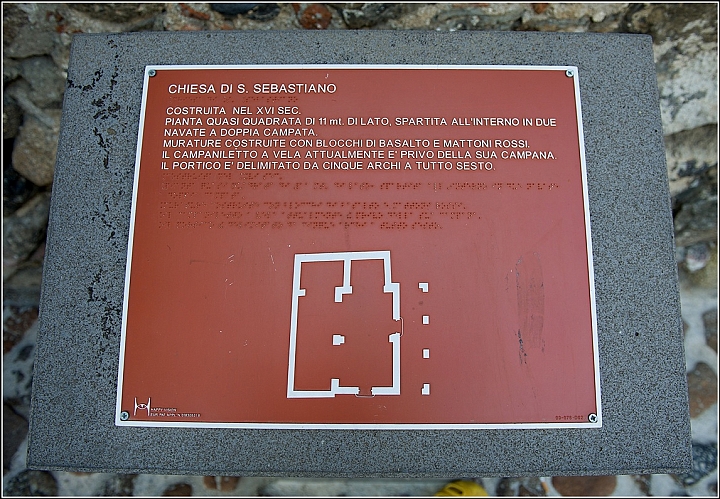 CHIESA DI S. SEBASTIANO
COSTRUITA NEL XVI SEC.
PIANTA QUASI QUADRATA DI 11 mt. DI LATO, SPARTITA ALL'INTERNO IN DUE
NAVATE A DOPPIA CAMPATA.
MURATURE COSTRUITE CON BLOCCHI DI BASALTO E MATTONI ROSSI.
IL CAMPANILETTO A VELA ATTUALMENTE E' PRIVO DELLA SUA CAMPANA.
IL PORTICO E' DELIMITATO DA CINQUE ARCHI A TUTTO SESTO.
HAPPY VISION